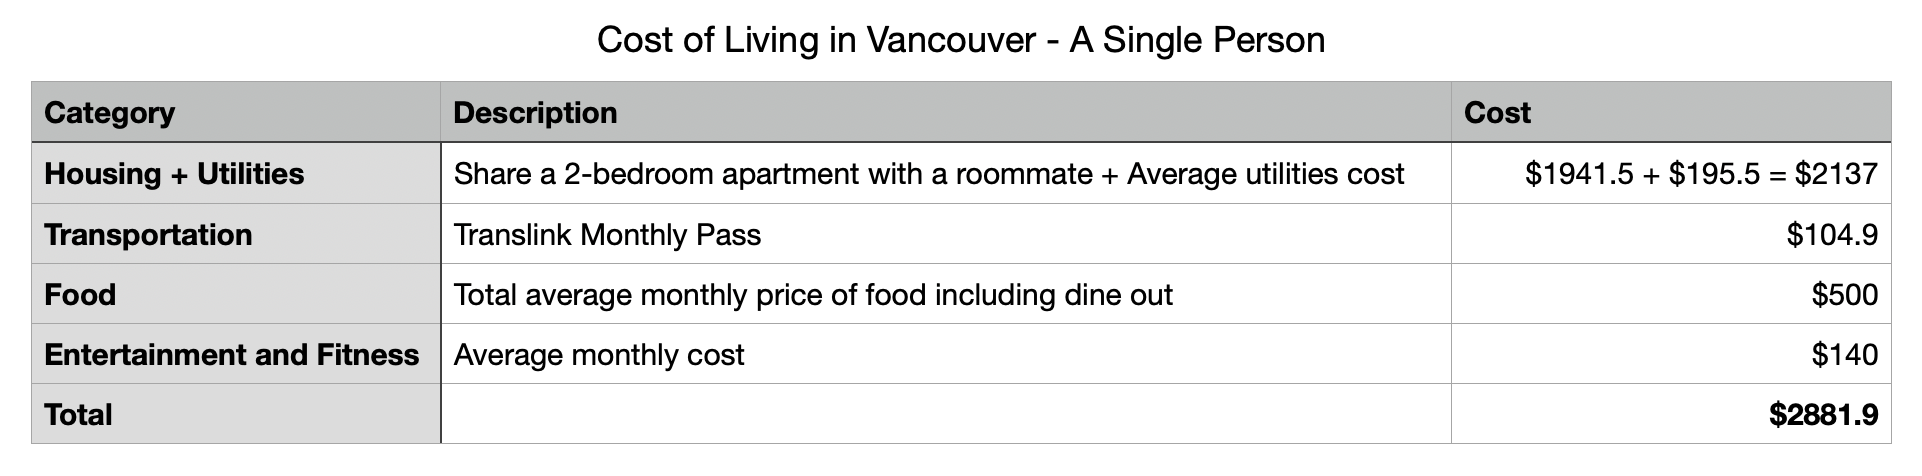 Cost of Living in Vancouver - A Single Person
Category Description Cost
Housing + Utilities Share a 2-bedroom apartment with a roommate + Average utilities cost $1941.5 + $195.5 = $2137
Transportation Translink Monthly Pass $104.9
Food Total average monthly price of food including dine out $500
Entertainment and Fitness Average monthly cost $140
Total $2881.9